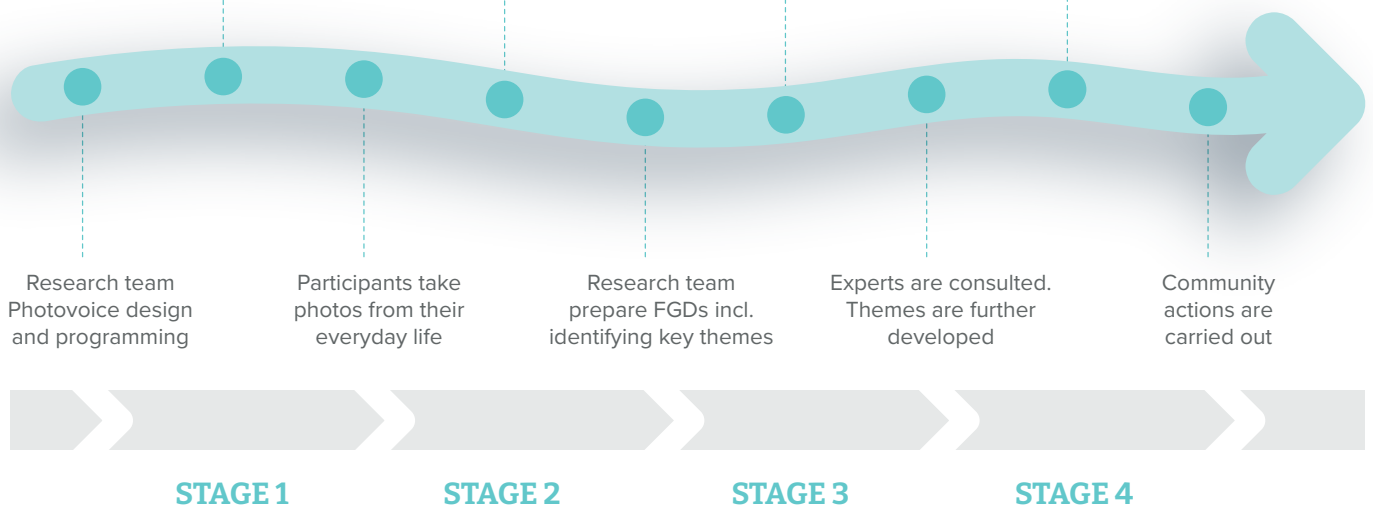 Research team
Photovoice design
and programming
Participants take
photos from their
everyday life
Research team
prepare FGDs incl.
identifying key themes
Experts are consulted.
Themes are further
developed
Community
actions are
carried out
STAGE 1
STAGE 2
STAGE 3
STAGE 4